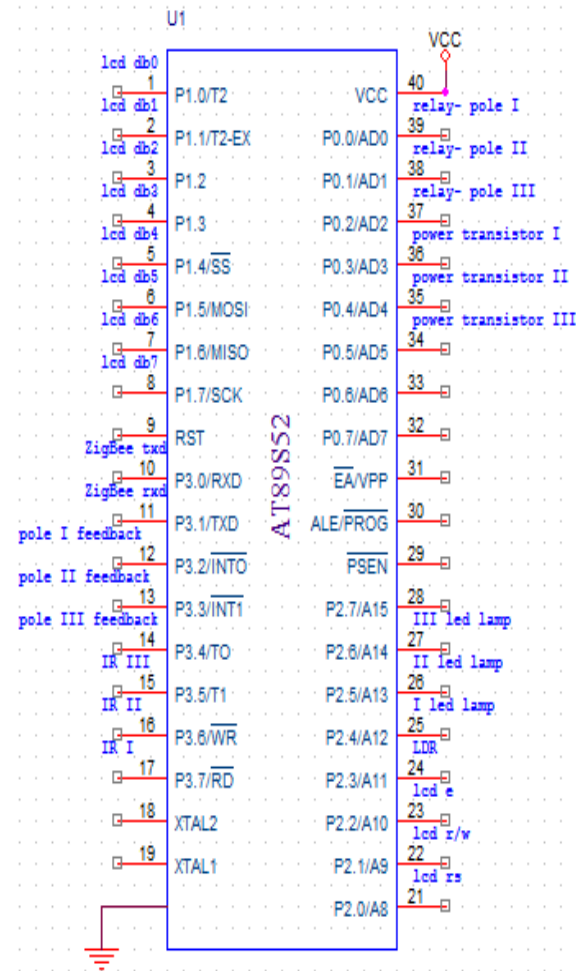 U1
VCC
lcd db0
1 P1.0/T2 VCC 40
lcd db1 relay- pole I
2 P1.1/T2-EX P0.0/AD0 39
lcd db2 relay- pole II
3 P1.2 P0.1/AD1 38
lcd db3 relay- pole III
4 P1.3 P0.2/AD2 37
lcd db4 power transistor I
5 P1.4/S̅S̅ P0.3/AD3 36
lcd db5 power transistor II
6 P1.5/MOSI P0.4/AD4 35
lcd db6 power transistor III
7 P1.6/MISO P0.5/AD5 34
lcd db7
8 P1.7/SCK P0.6/AD6 33
9 RST P0.7/AD7 32
AT89S52
ZigBee txd
10 P3.0/RXD E̅A̅/VPP 31
ZigBee rxd
11 P3.1/TXD ALE/P̅R̅O̅G̅ 30
pole I feedback
12 P3.2/I̅N̅T̅O̅ P̅S̅E̅N̅ 29
pole II feedback
13 P3.3/I̅N̅T̅1̅ P2.7/A15 28
pole III feedback III led lamp
14 P3.4/TO P2.6/A14 27
IR III II led lamp
15 P3.5/T1 P2.5/A13 26
IR II I led lamp
16 P3.6/W̅R̅ P2.4/A12 25
IR I LDR
17 P3.7/R̅D̅ P2.3/A11 24
lcd e
18 XTAL2 P2.2/A10 23
lcd r/w
19 XTAL1 P2.1/A9 22
lcd rs
P2.0/A8 21